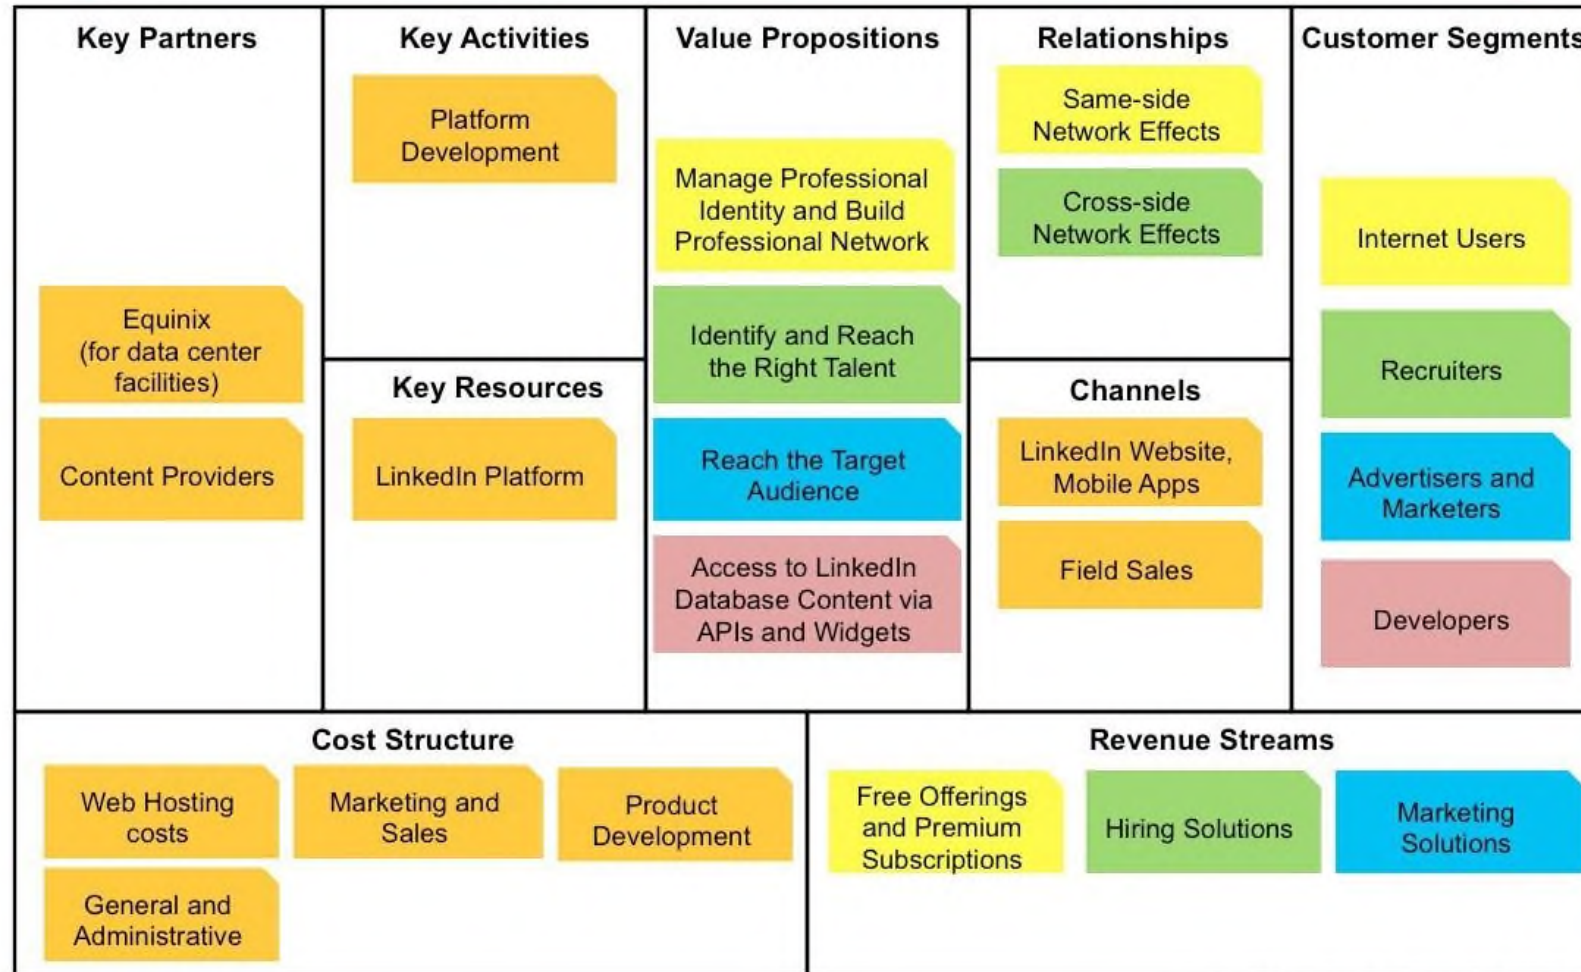 Key Partners
Equinix
(for data center
facilities)
Content Providers
Key Activities
Platform
Development
Key Resources
LinkedIn Platform
Value Propositions
Manage Professional
Identity and Build
Professional Network
Identify and Reach
the Right Talent
Reach the Target
Audience
Access to LinkedIn
Database Content via
APIs and Widgets
Relationships
Same-side
Network Effects
Cross-side
Network Effects
Channels
LinkedIn Website,
Mobile Apps
Field Sales
Customer Segments
Internet Users
Recruiters
Advertisers and
Marketers
Developers
Cost Structure
Web Hosting
costs
Marketing and
Sales
Product
Development
General and
Administrative
Revenue Streams
Free Offerings
and Premium
Subscriptions
Hiring Solutions
Marketing
Solutions